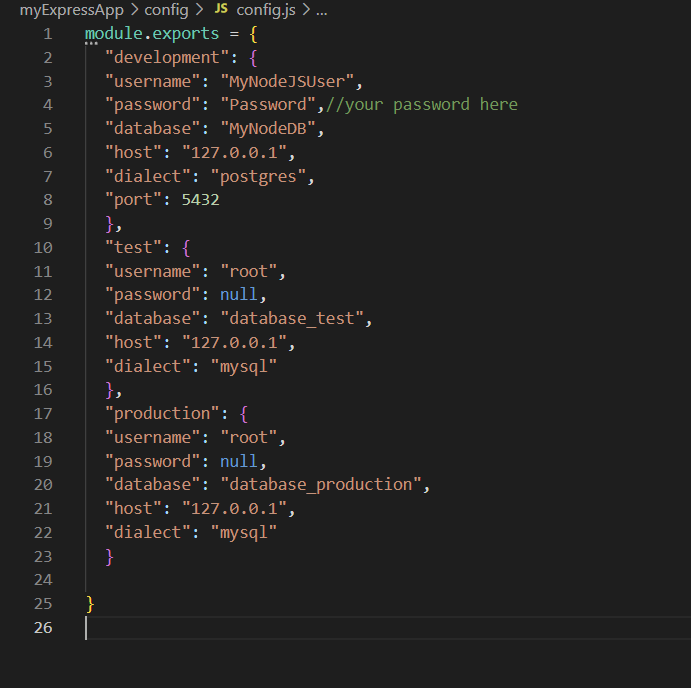 myExpressApp > config > JS config.js > ...
1 module.exports = {
2 "development": {
3 "username": "MyNodeJSUser",
4 "password": "Password",//your password here
5 "database": "MyNodeDB",
6 "host": "127.0.0.1",
7 "dialect": "postgres",
8 "port": 5432
9 },
10 "test": {
11 "username": "root",
12 "password": null,
13 "database": "database_test",
14 "host": "127.0.0.1",
15 "dialect": "mysql"
16 },
17 "production": {
18 "username": "root",
19 "password": null,
20 "database": "database_production",
21 "host": "127.0.0.1",
22 "dialect": "mysql"
23 }
24
25 }
26